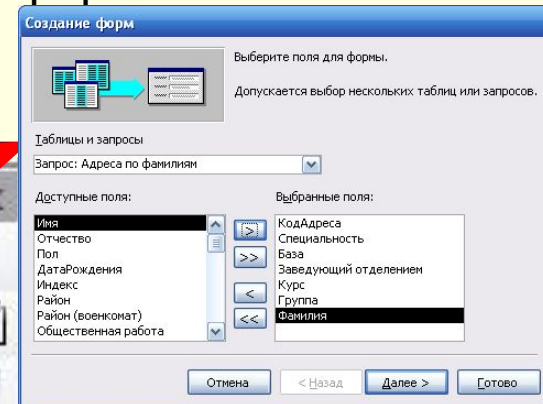 Создание форм
Выберите поля для формы.
Допускается выбор нескольких таблиц или запросов.
Таблицы и запросы
Запрос: Адреса по фамилиям
Доступные поля:
Выбранные поля:
Имя
Отчество
Пол
ДатаРождения
Индекс
Район
Район (военкомат)
Общественная работа
>
>>
<
<<
КодАдреса
Специальность
База
Заведующий отделением
Курс
Группа
Фамилия
Отмена
< Назад
Далее >
Готово